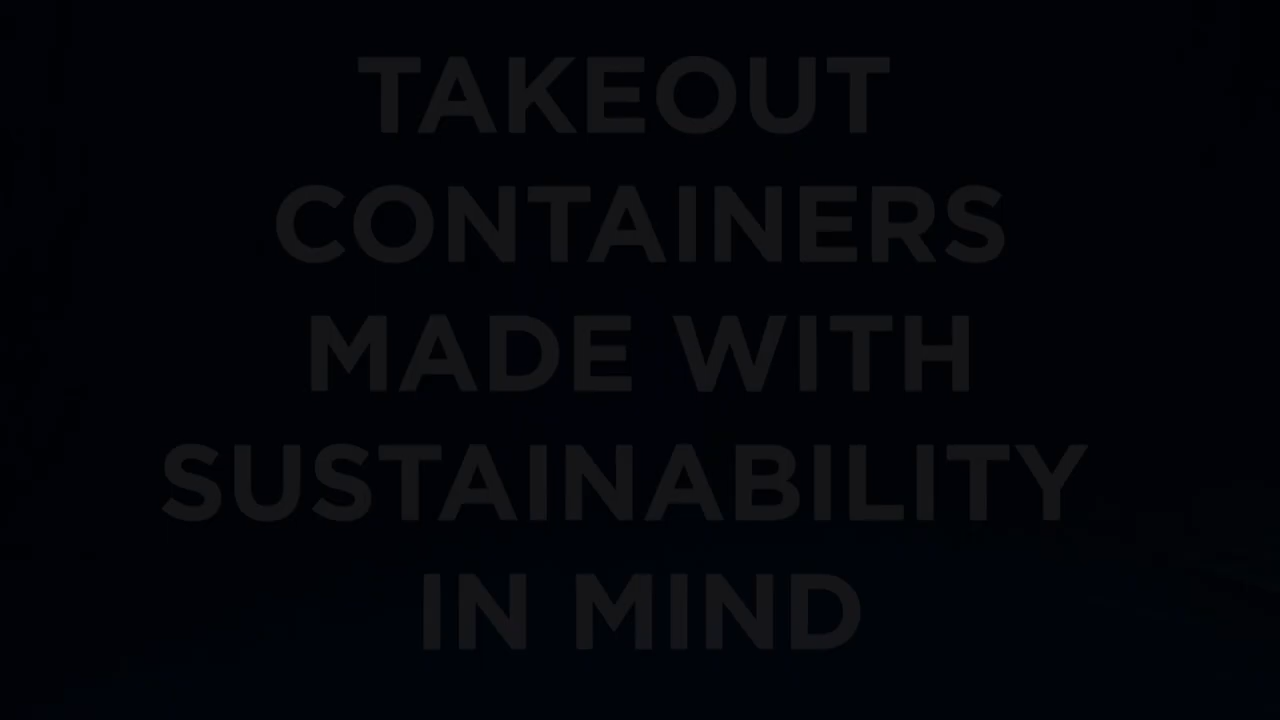 TAKEOUT
CONTAINERS
MADE WITH
SUSTAINABILITY
IN MIND